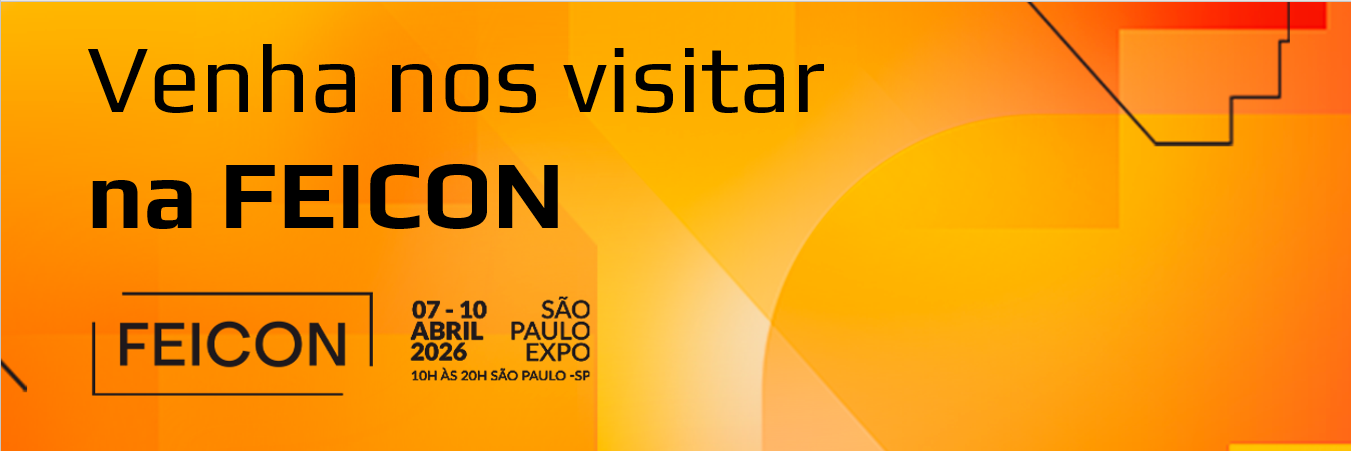 Venha nos visitar
na FEICON
FEICON
07 - 10
ABRIL
2026
SÃO
PAULO
EXPO
10H ÀS 20H SÃO PAULO -SP